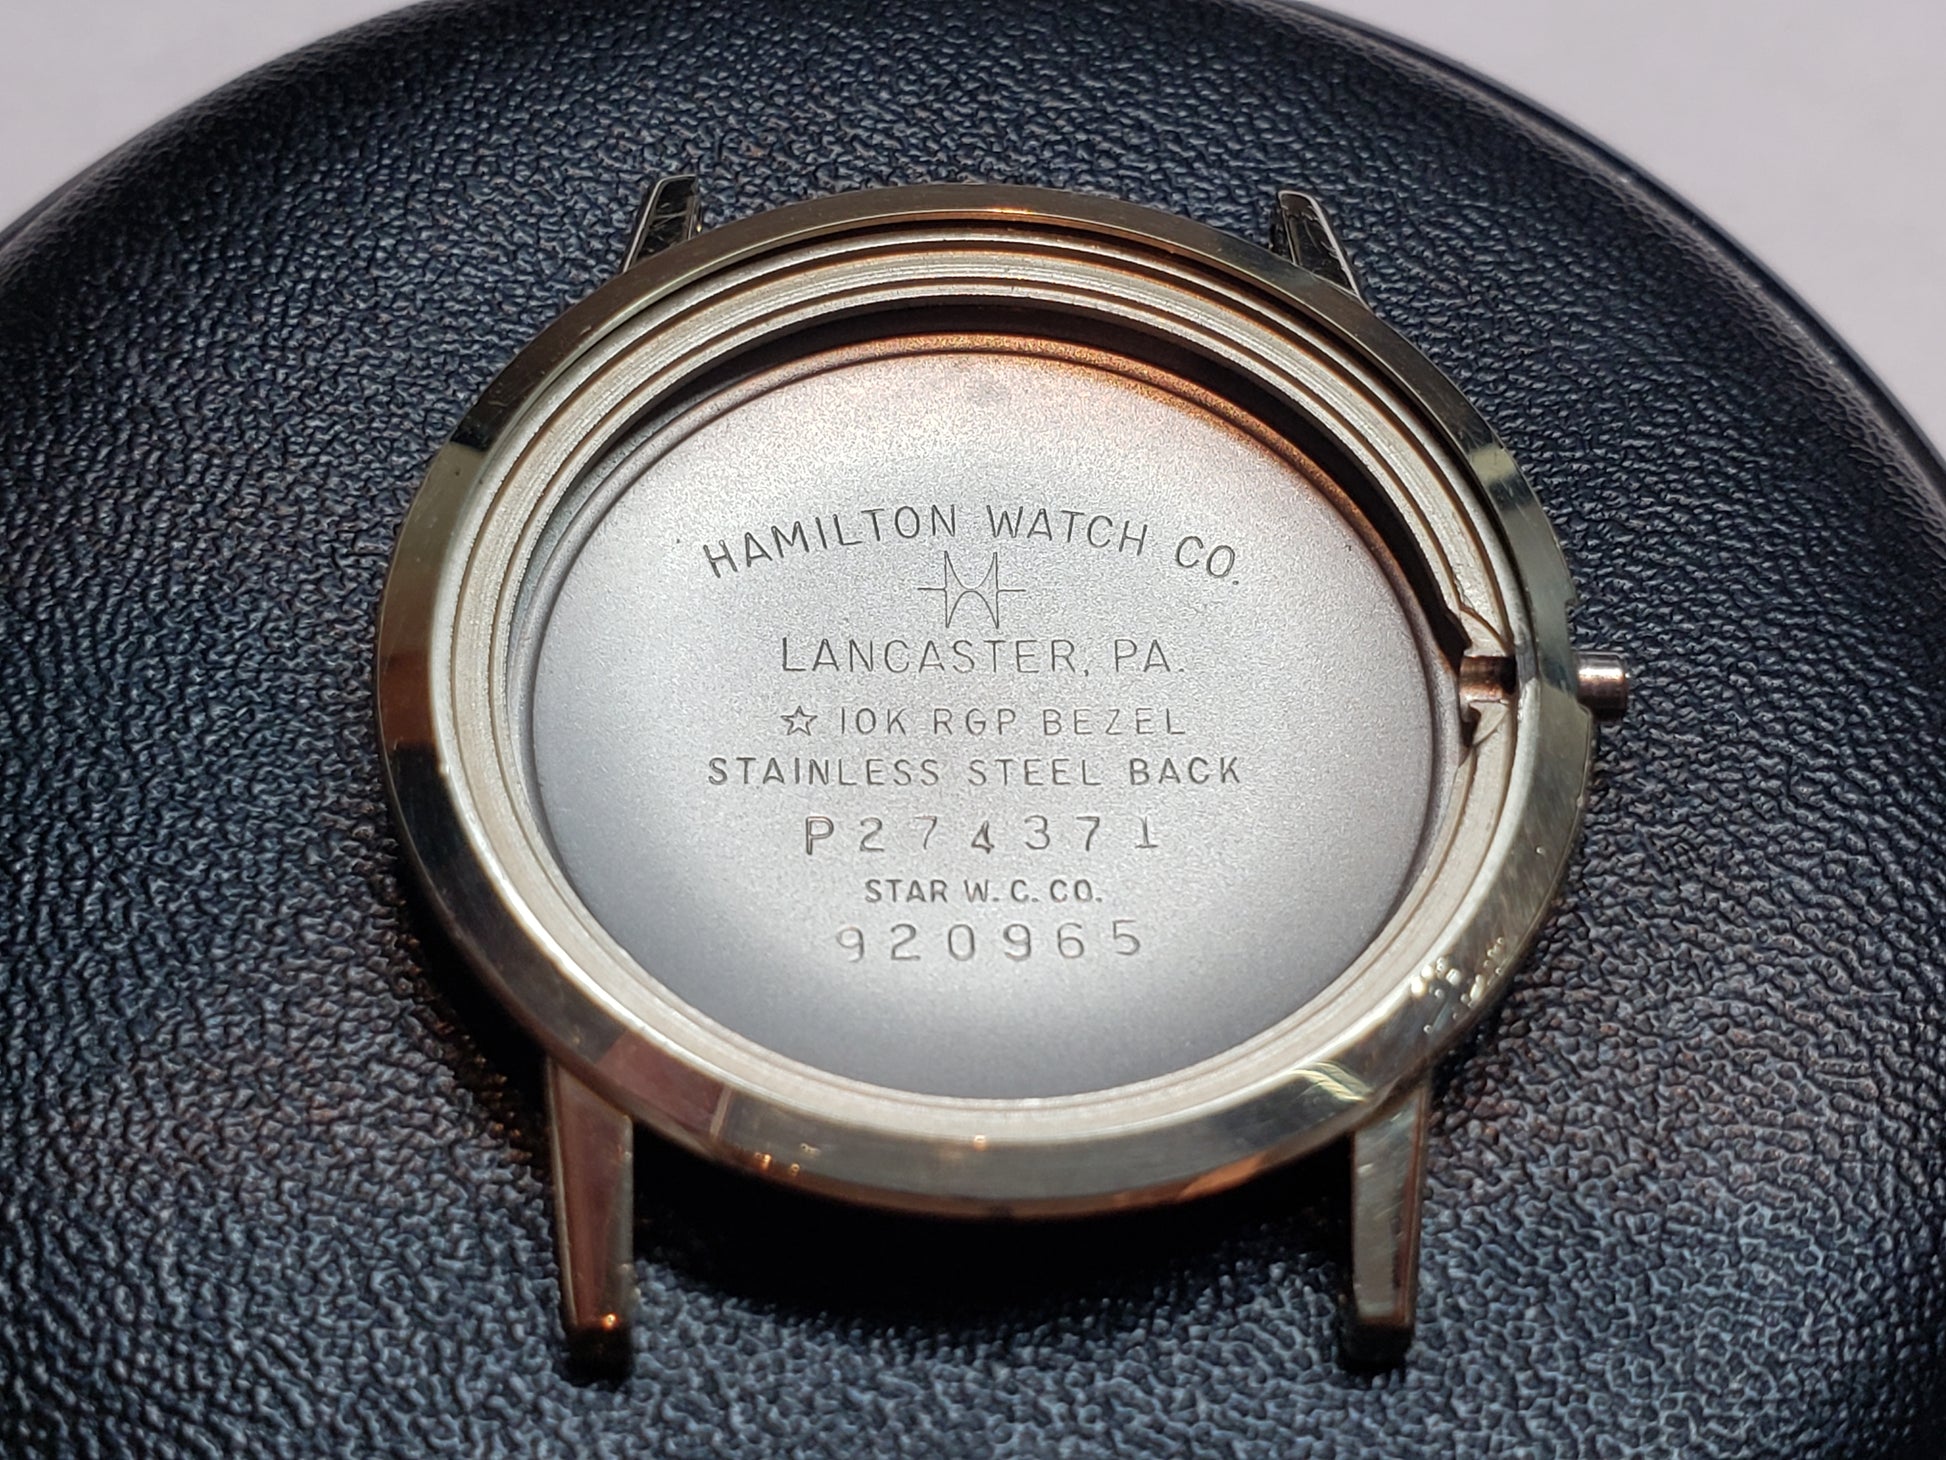 HAMILTON WATCH CO.
LANCASTER, PA.
☆ 10K RGP BEZEL
STAINLESS STEEL BACK
P274371
STAR W.C.CO.
920965